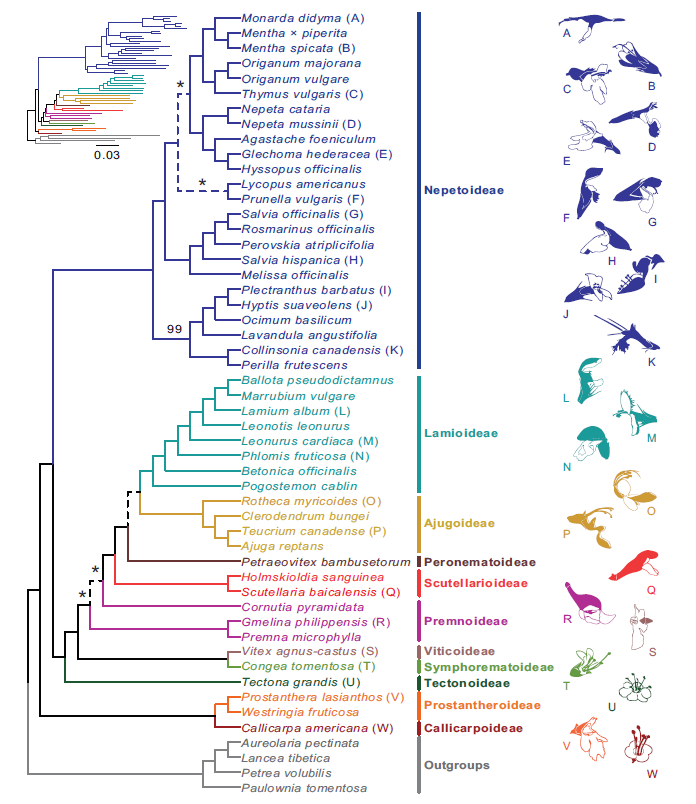 Monarda didyma (A)
Mentha × piperita
Mentha spicata (B)
Origanum majorana
Origanum vulgare
Thymus vulgaris (C)
Nepeta cataria
Nepeta mussinii (D)
Agastache foeniculum
Glechoma hederacea (E)
Hyssopus officinalis
Lycopus americanus
Prunella vulgaris (F)
Salvia officinalis (G)
Rosmarinus officinalis
Perovskia atriplicifolia
Salvia hispanica (H)
Melissa officinalis
Plectranthus barbatus (I)
Hyptis suaveolens (J)
Ocimum basilicum
Lavandula angustifolia
Collinsonia canadensis (K)
Perilla frutescens
Ballota pseudodictamnus
Marrubium vulgare
Lamium album (L)
Leonotis leonurus
Leonurus cardiaca (M)
Phlomis fruticosa (N)
Betonica officinalis
Pogostemon cablin
Rotheca myricoides (O)
Clerodendrum bungei
Teucrium canadense (P)
Ajuga reptans
Petraeovitex bambusetorum
Holmskioldia sanguinea
Scutellaria baicalensis (Q)
Cornutia pyramidata
Gmelina philippensis (R)
Premna microphylla
Vitex agnus-castus (S)
Congea tomentosa (T)
Tectona grandis (U)
Prostanthera lasianthos (V)
Westringia fruticosa
Callicarpa americana (W)
Aureolaria pectinata
Lancea tibetica
Petrea volubilis
Paulownia tomentosa
0.03
*
*
99
*
*
Nepetoideae
Lamioideae
Ajugoideae
Peronematoideae
Scutellarioideae
Premnoideae
Viticoideae
Symphorematoideae
Tectonoideae
Prostantheroideae
Callicarpoideae
Outgroups
A
B
C
D
E
F
G
H
I
J
K
L
M
N
O
P
Q
R
S
T
U
V
W